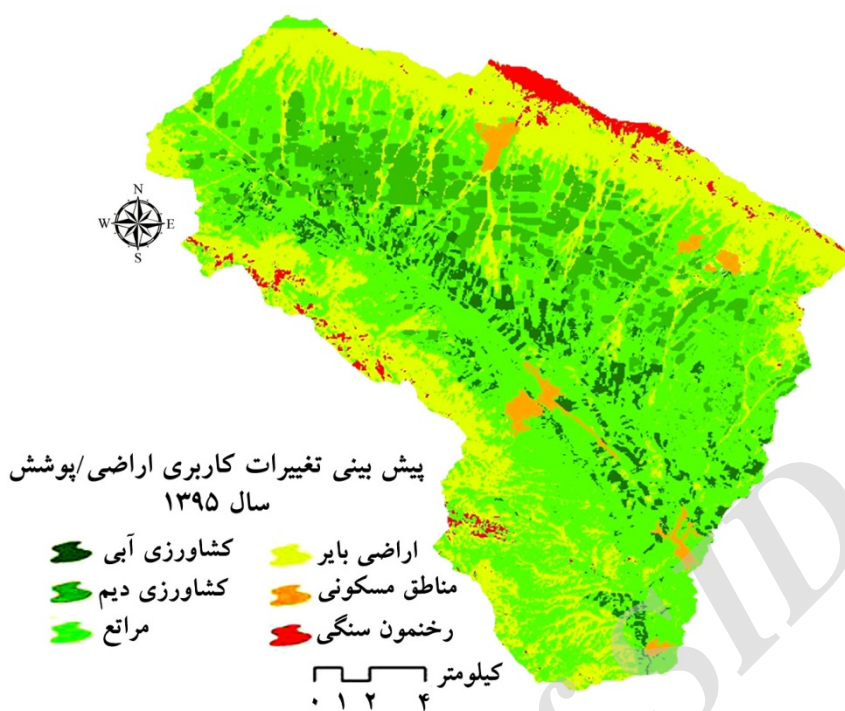 N
W E
S
پیش بینی تغییرات کاربری اراضی/پوشش
سال ۱۳۹۵
اراضی بایر
کشاورزی آبی
مناطق مسکونی
کشاورزی دیم
رخنمون سنگی
مراتع
کیلومتر
۰ ۱ ۲ ۴
SID